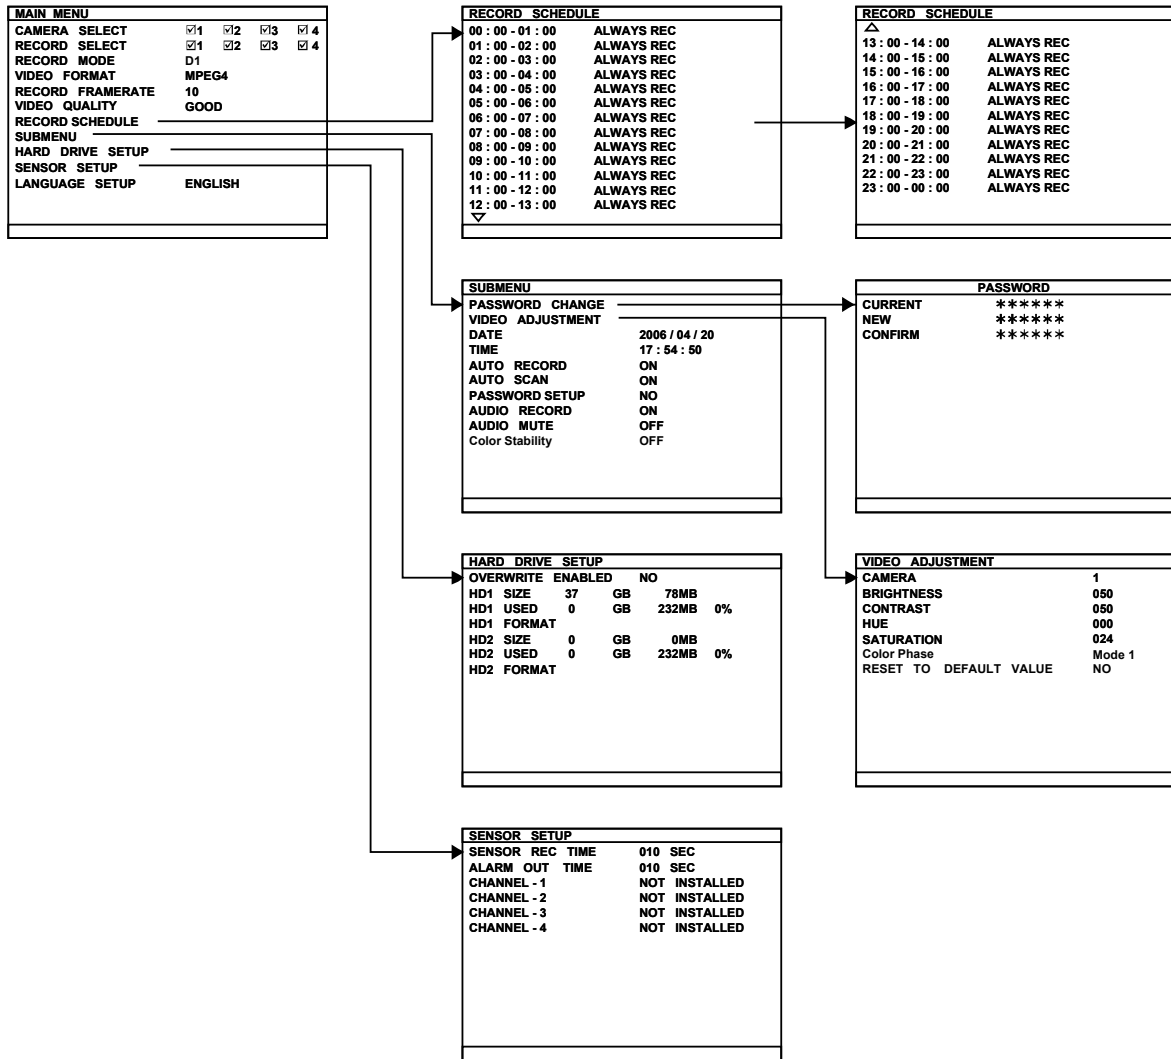 MAIN MENU
CAMERA SELECT ☑1 ☑2 ☑3 ☑4
RECORD SELECT ☑1 ☑2 ☑3 ☑4
RECORD MODE D1
VIDEO FORMAT MPEG4
RECORD FRAMERATE 10
VIDEO QUALITY GOOD
RECORD SCHEDULE
SUBMENU
HARD DRIVE SETUP
SENSOR SETUP
LANGUAGE SETUP ENGLISH
RECORD SCHEDULE
00 : 00 - 01 : 00 ALWAYS REC
01 : 00 - 02 : 00 ALWAYS REC
02 : 00 - 03 : 00 ALWAYS REC
03 : 00 - 04 : 00 ALWAYS REC
04 : 00 - 05 : 00 ALWAYS REC
05 : 00 - 06 : 00 ALWAYS REC
06 : 00 - 07 : 00 ALWAYS REC
07 : 00 - 08 : 00 ALWAYS REC
08 : 00 - 09 : 00 ALWAYS REC
09 : 00 - 10 : 00 ALWAYS REC
10 : 00 - 11 : 00 ALWAYS REC
11 : 00 - 12 : 00 ALWAYS REC
12 : 00 - 13 : 00 ALWAYS REC
RECORD SCHEDULE
13 : 00 - 14 : 00 ALWAYS REC
14 : 00 - 15 : 00 ALWAYS REC
15 : 00 - 16 : 00 ALWAYS REC
16 : 00 - 17 : 00 ALWAYS REC
17 : 00 - 18 : 00 ALWAYS REC
18 : 00 - 19 : 00 ALWAYS REC
19 : 00 - 20 : 00 ALWAYS REC
20 : 00 - 21 : 00 ALWAYS REC
21 : 00 - 22 : 00 ALWAYS REC
22 : 00 - 23 : 00 ALWAYS REC
23 : 00 - 00 : 00 ALWAYS REC
SUBMENU
PASSWORD CHANGE
VIDEO ADJUSTMENT
DATE 2006 / 04 / 20
TIME 17 : 54 : 50
AUTO RECORD ON
AUTO SCAN ON
PASSWORD SETUP NO
AUDIO RECORD ON
AUDIO MUTE OFF
Color Stability OFF
PASSWORD
CURRENT ******
NEW ******
CONFIRM ******
HARD DRIVE SETUP
OVERWRITE ENABLED NO
HD1 SIZE 37 GB 78MB
HD1 USED 0 GB 232MB 0%
HD1 FORMAT
HD2 SIZE 0 GB 0MB
HD2 USED 0 GB 232MB 0%
HD2 FORMAT
VIDEO ADJUSTMENT
CAMERA 1
BRIGHTNESS 050
CONTRAST 050
HUE 000
SATURATION 024
Color Phase Mode 1
RESET TO DEFAULT VALUE NO
SENSOR SETUP
SENSOR REC TIME 010 SEC
ALARM OUT TIME 010 SEC
CHANNEL - 1 NOT INSTALLED
CHANNEL - 2 NOT INSTALLED
CHANNEL - 3 NOT INSTALLED
CHANNEL - 4 NOT INSTALLED